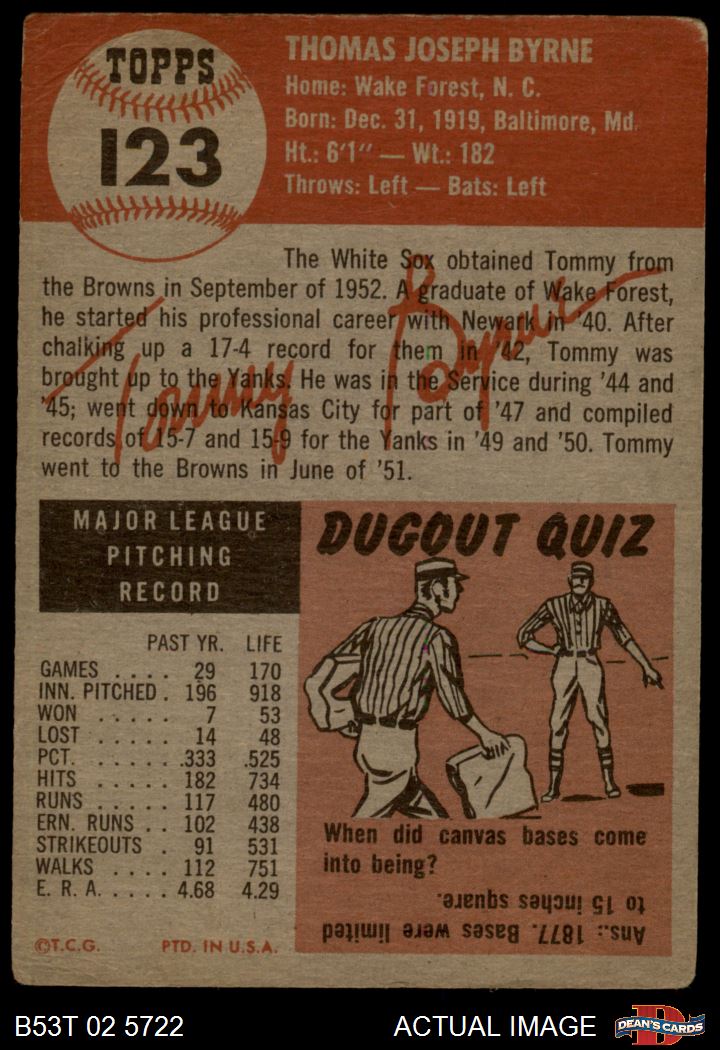 TOPPS
123
THOMAS JOSEPH BYRNE
Home: Wake Forest, N. C.
Born: Dec. 31, 1919, Baltimore, Md.
Ht.: 6'1" — Wt.: 182
Throws: Left — Bats: Left
The White Sox obtained Tommy from
the Browns in September of 1952. A graduate of Wake Forest,
he started his professional career with Newark in '40. After
chalking up a 17-4 record for them in '42, Tommy was
brought up to the Yanks. He was in the Service during '44 and
'45; went down to Kansas City for part of '47 and compiled
records of 15-7 and 15-9 for the Yanks in '49 and '50. Tommy
went to the Browns in June of '51.
Tommy Byrne
MAJOR LEAGUE
PITCHING
RECORD
PAST YR. LIFE
GAMES . . . . 29 170
INN. PITCHED . 196 918
WON . . . . . 7 53
LOST . . . . . 14 48
PCT. . . . . . .333 .525
HITS . . . . . 182 734
RUNS . . . . . 117 480
ERN. RUNS . . 102 438
STRIKEOUTS . 91 531
WALKS . . . . 112 751
E. R. A. . . . . 4.68 4.29
©T.C.G. PTD. IN U.S.A.
DUGOUT QUIZ
When did canvas bases come
into being?
Ans.: 1877. Bases were limited
to 15 inches square.
B53T 02 5722
ACTUAL IMAGE
DEAN'S CARDS